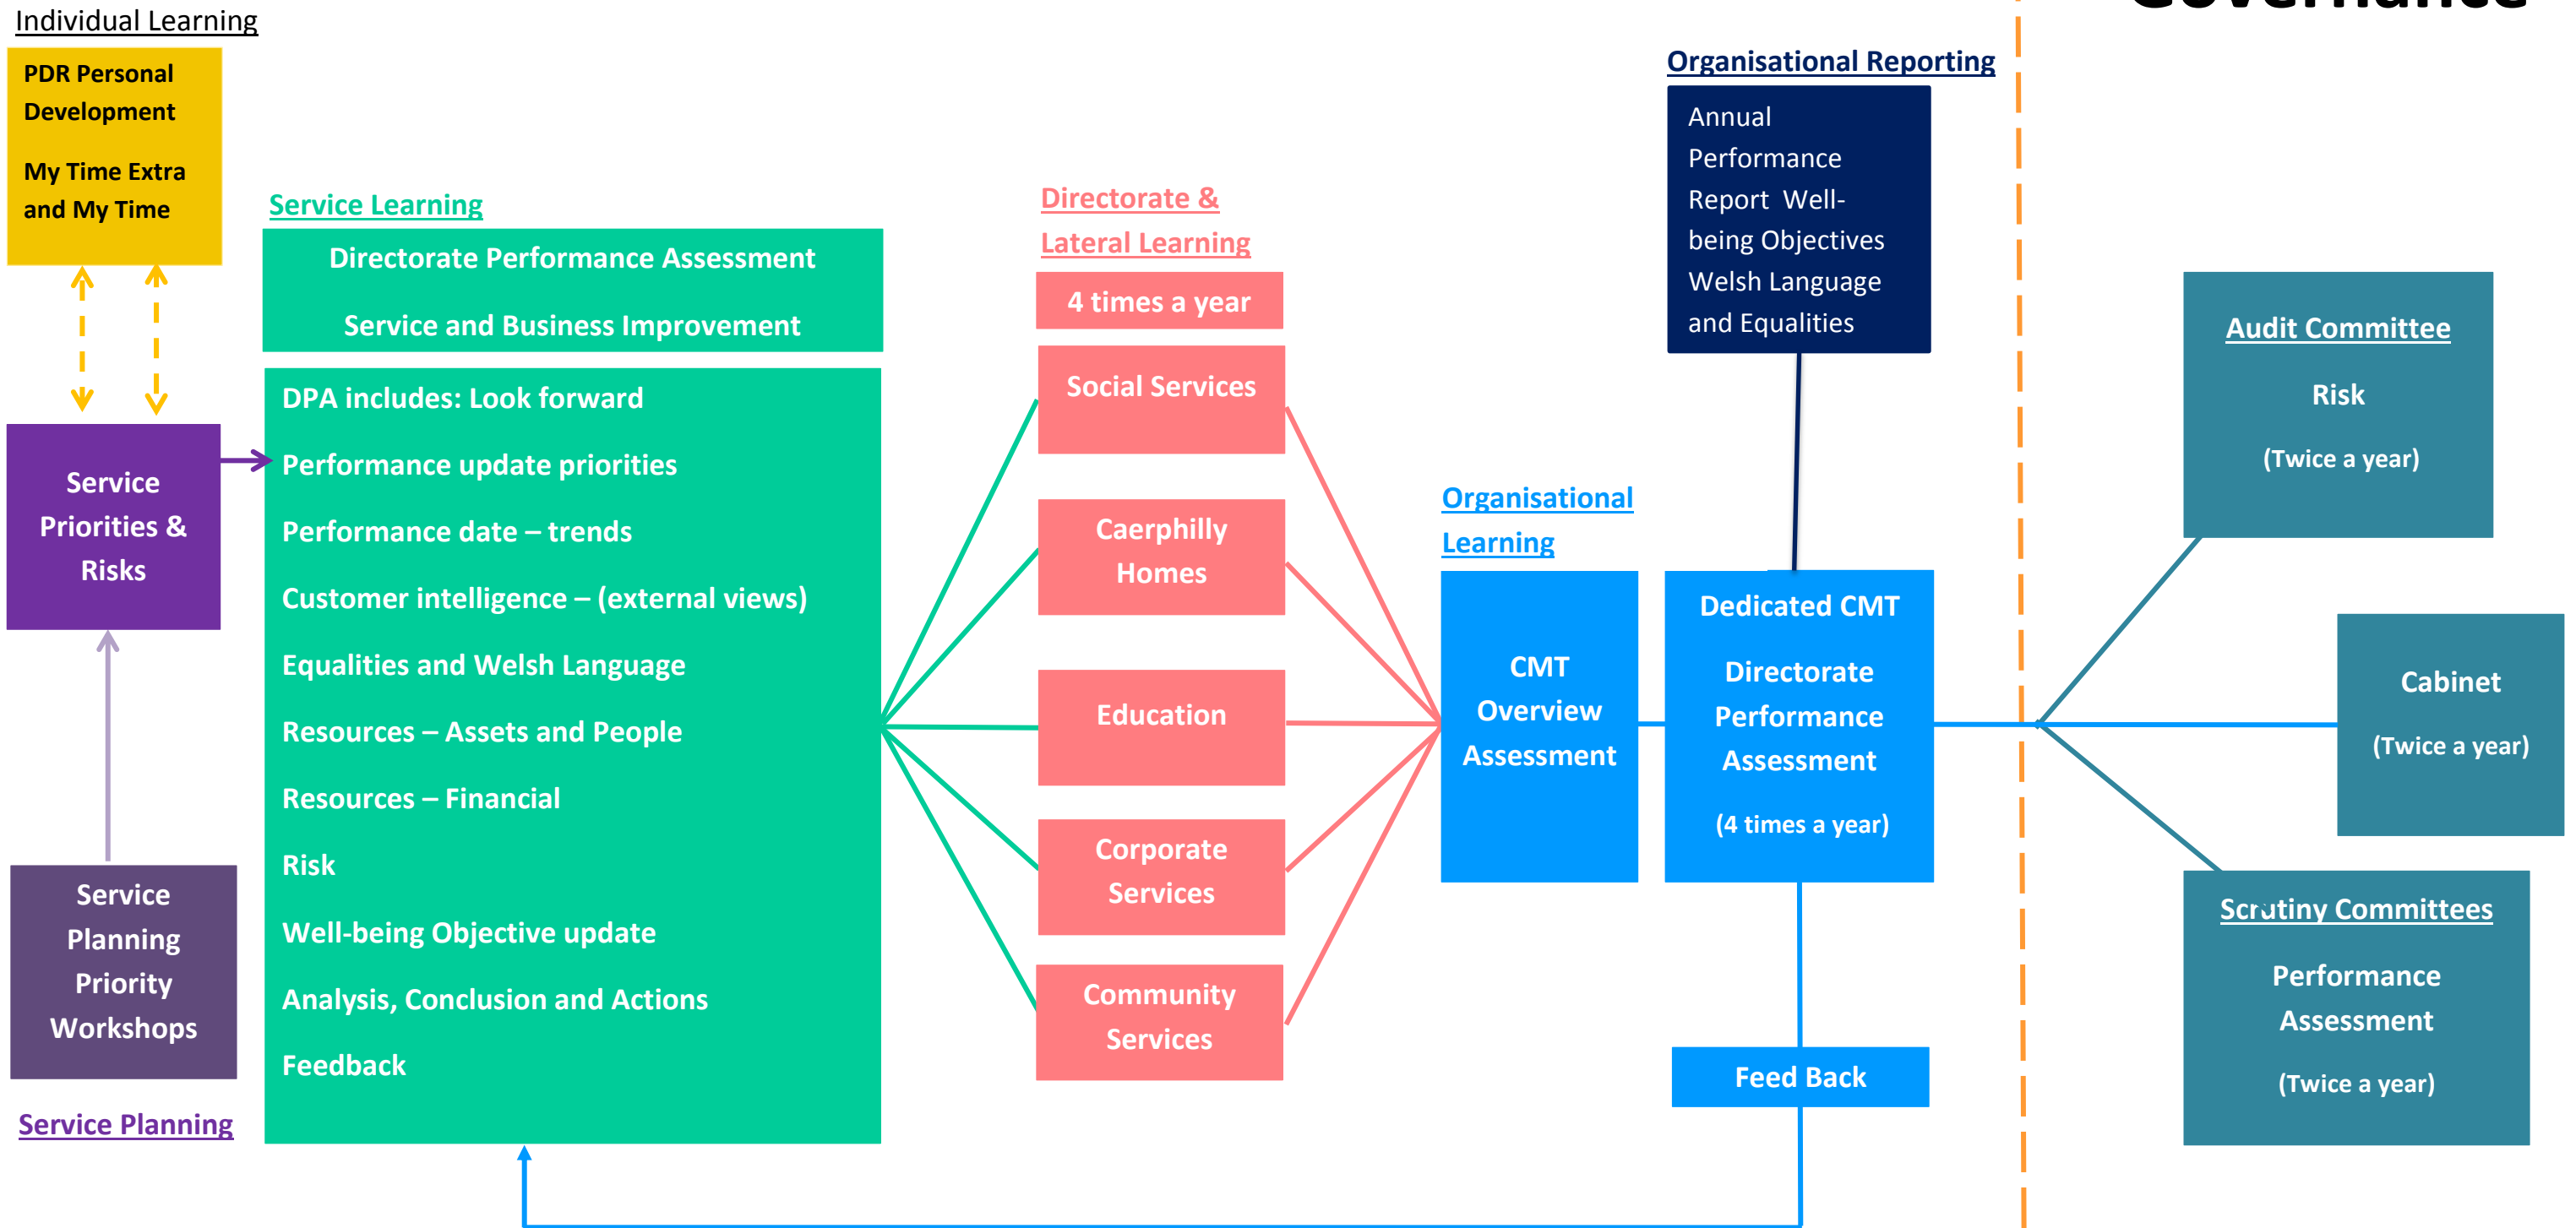 Governance
Individual Learning
PDR Personal
Development
My Time Extra
and My Time
Service
Priorities &
Risks
Service
Planning
Priority
Workshops
Service Planning
Service Learning
Directorate Performance Assessment
Service and Business Improvement
DPA includes: Look forward
Performance update priorities
Performance date – trends
Customer intelligence – (external views)
Equalities and Welsh Language
Resources – Assets and People
Resources – Financial
Risk
Well-being Objective update
Analysis, Conclusion and Actions
Feedback
Directorate &
Lateral Learning
4 times a year
Social Services
Caerphilly
Homes
Education
Corporate
Services
Community
Services
Organisational
Learning
CMT
Overview
Assessment
Organisational Reporting
Annual
Performance
Report  Well-
being Objectives
Welsh Language
and Equalities
Dedicated CMT
Directorate
Performance
Assessment
(4 times a year)
Feed Back
Audit Committee
Risk
(Twice a year)
Cabinet
(Twice a year)
Scrutiny Committees
Performance
Assessment
(Twice a year)